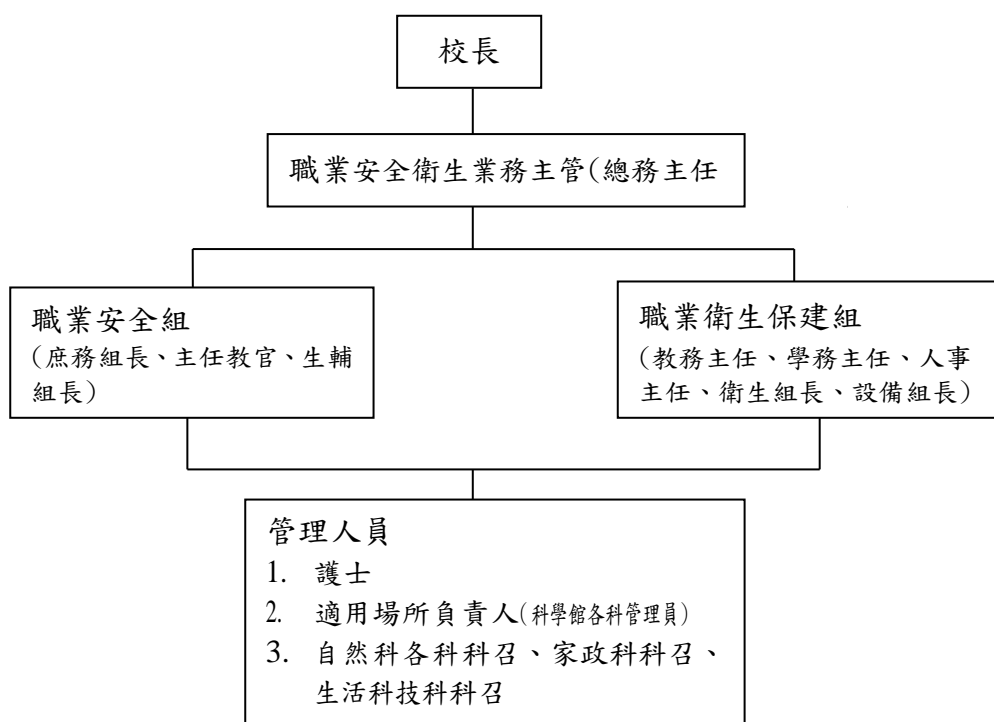 校長
職業安全衛生業務主管(總務主任
職業安全組
(庶務組長、主任教官、生輔
組長)
職業衛生保建組
(教務主任、學務主任、人事
主任、衛生組長、設備組長)
管理人員
1. 護士
2. 適用場所負責人(科學館各科管理員)
3. 自然科各科科召、家政科科召、
生活科技科科召